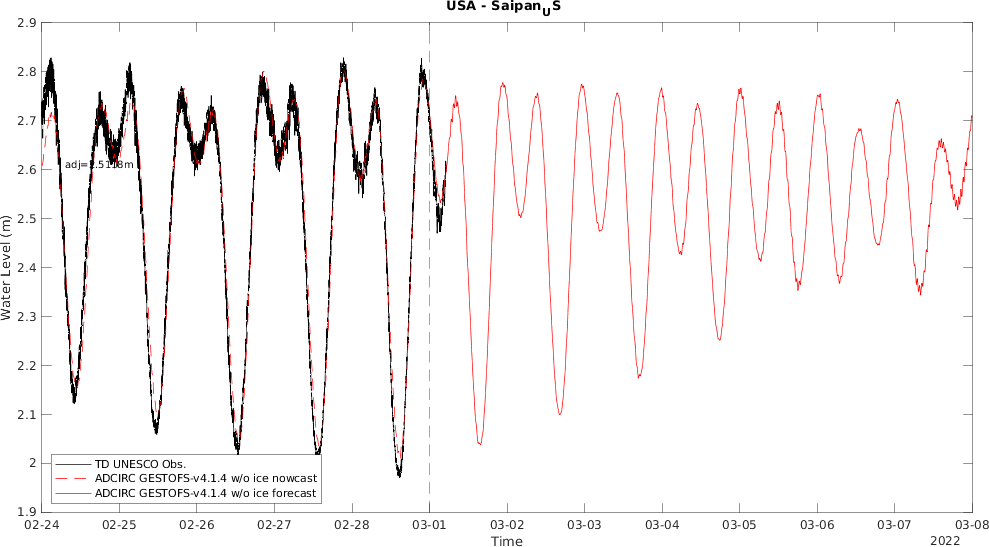 USA - SaipanUS
2.9
2.8
2.7
2.6
2.5
2.4
2.3
2.2
2.1
2
1.9
Water Level (m)
adj=2.5118m
TD UNESCO Obs.
ADCIRC GESTOFS-v4.1.4 w/o ice nowcast
ADCIRC GESTOFS-v4.1.4 w/o ice forecast
02-24 02-25 02-26 02-27 02-28 03-01 03-02 03-03 03-04 03-05 03-06 03-07 03-08
Time
2022